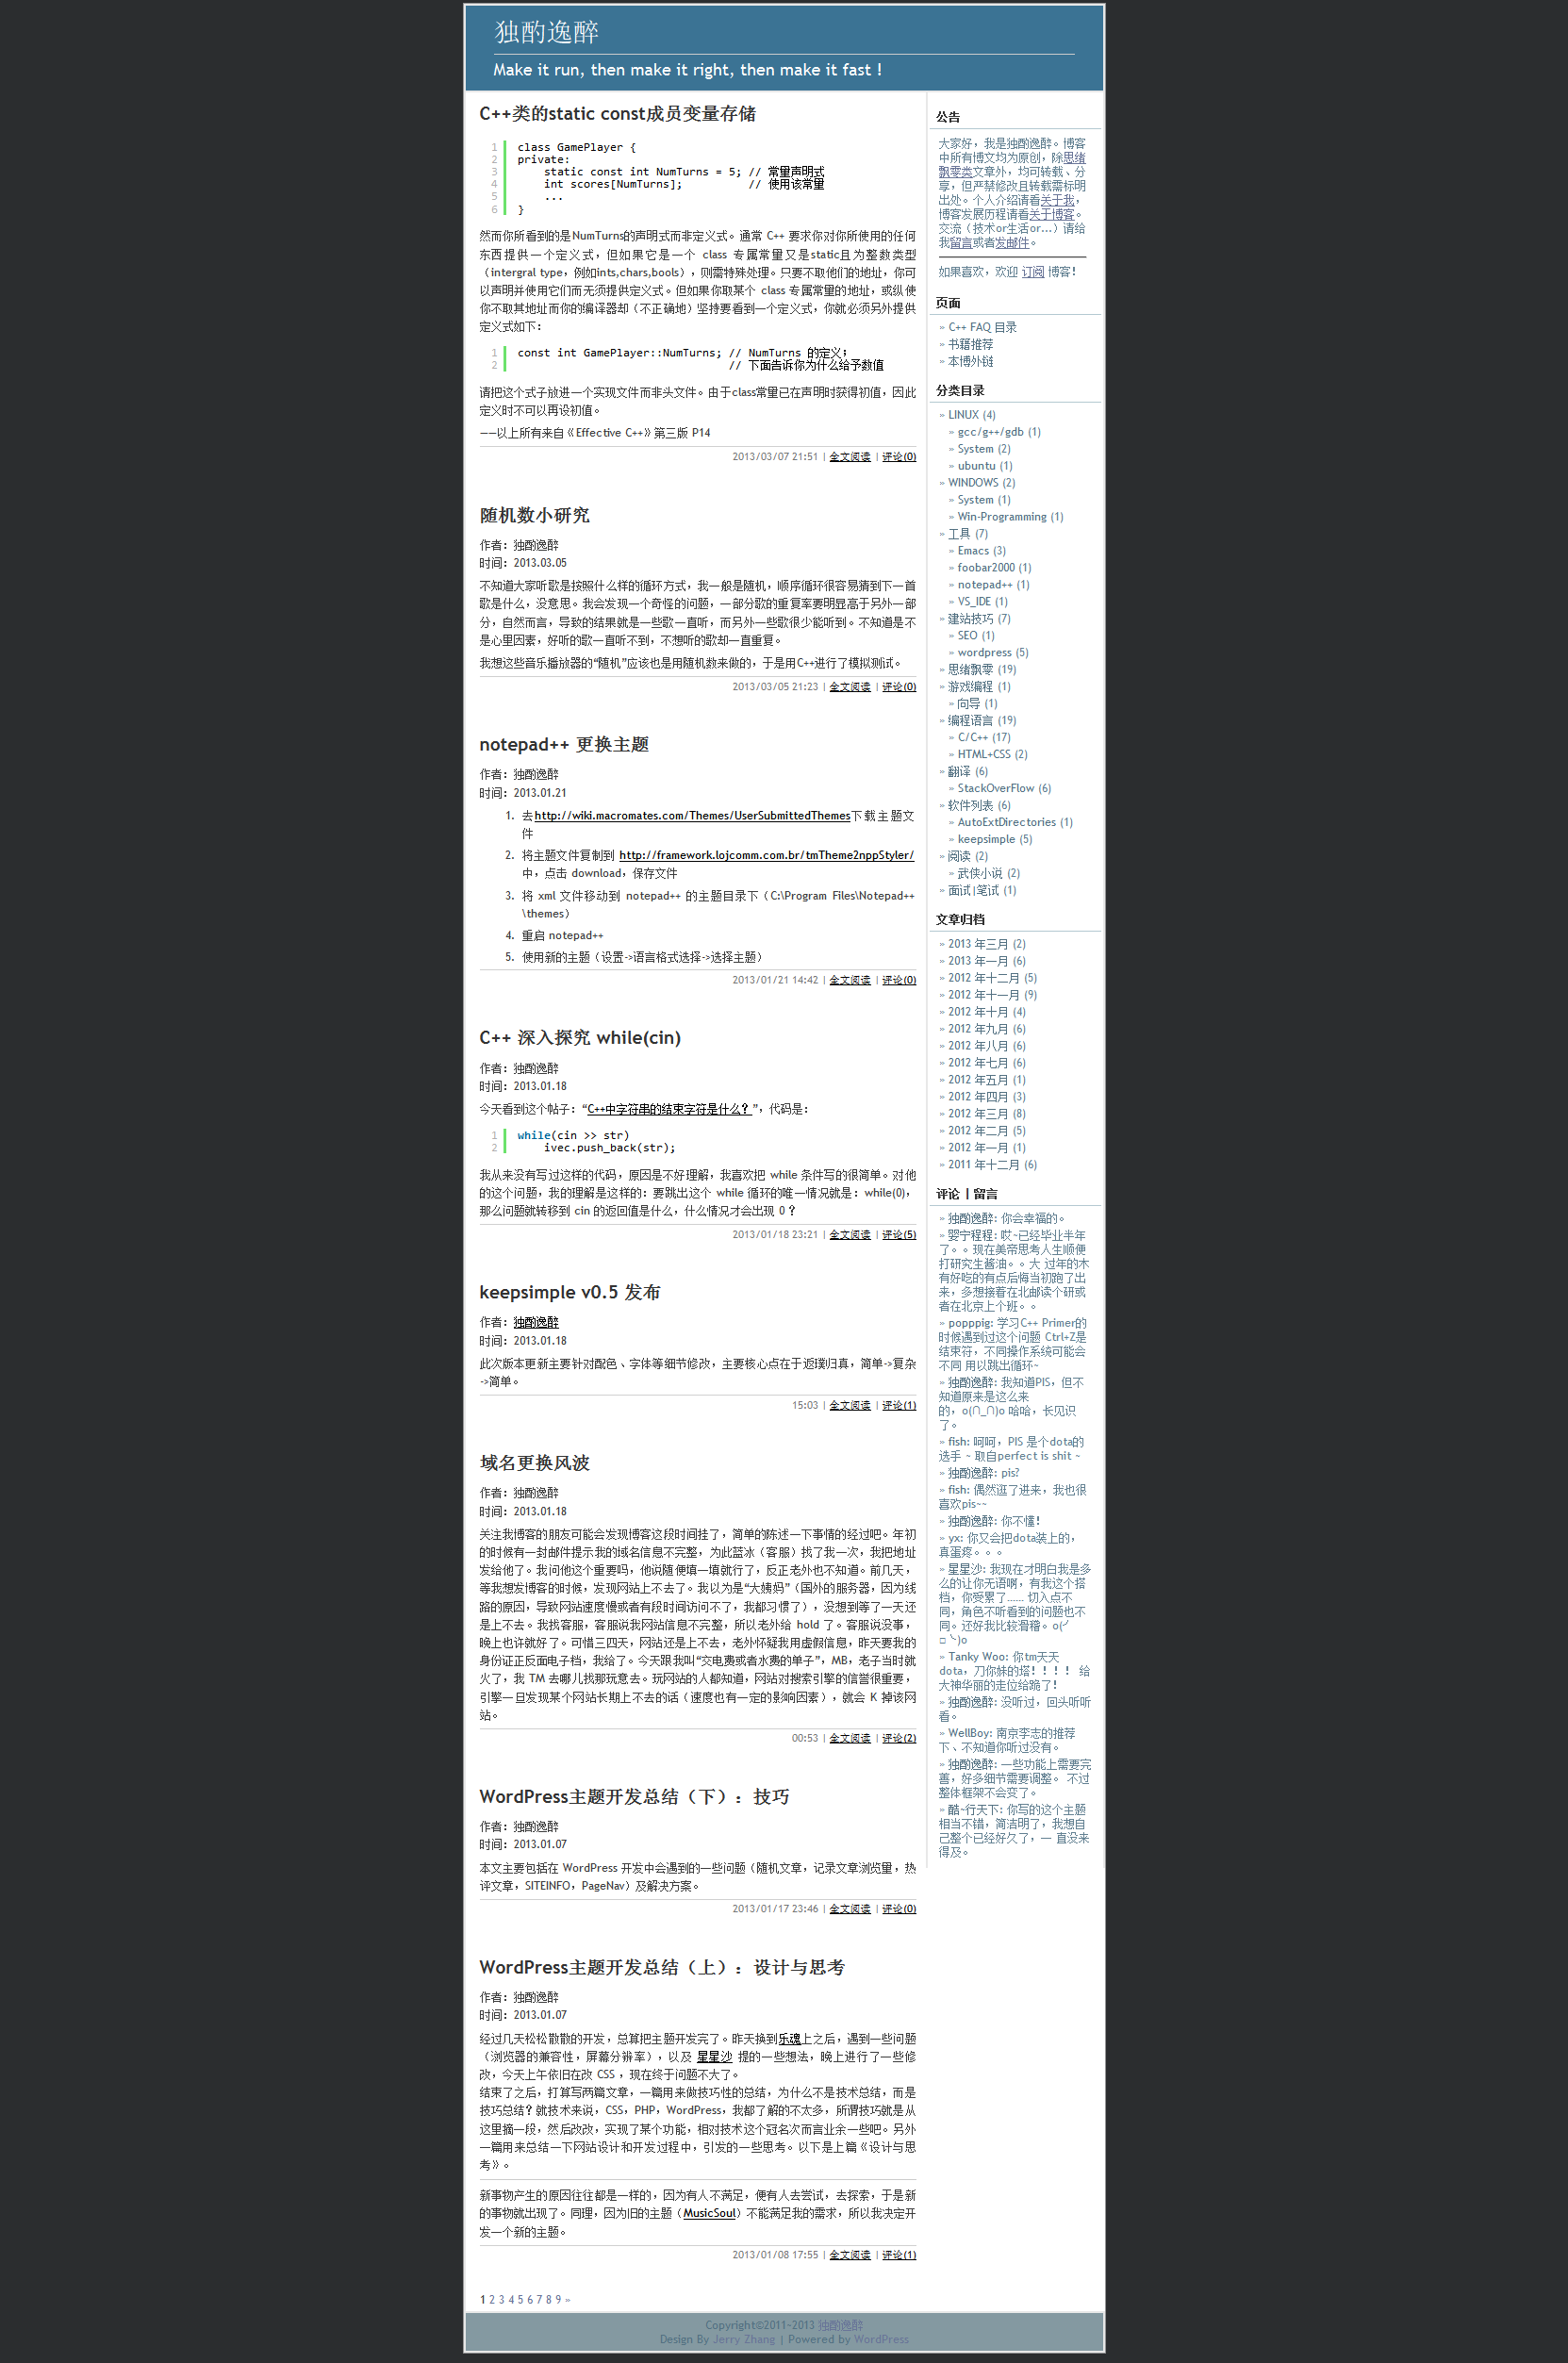 独酌逸醉
Make it run, then make it right, then make it fast !
C++类的static const成员变量存储
1 class GamePlayer {
2 private:
3     static const int NumTurns = 5; // 常量声明式
4     int scores[NumTurns];          // 使用该常量
5     ...
6 }
然而你所看到的是NumTurns的声明式而非定义式。通常 C++ 要求你对你所使用的任何
东西提供一个定义式，但如果它是一个 class 专属常量又是static且为整数类型
（intergral type，例如ints,chars,bools），则需特殊处理。只要不取他们的地址，你可
以声明并使用它们而无须提供定义式。但如果你取某个 class 专属常量的地址，或纵使
你不取其地址而你的编译器却（不正确地）坚持要看到一个定义式，你就必须另外提供
定义式如下：
1 const int GamePlayer::NumTurns; // NumTurns 的定义；
2                                 // 下面告诉你为什么给予数值
请把这个式子放进一个实现文件而非头文件。由于class常量已在声明时获得初值，因此
定义时不可以再设初值。
——以上所有来自《Effective C++》第三版 P14
2013/03/07 21:51 | 全文阅读 | 评论(0)
随机数小研究
作者：独酌逸醉
时间：2013.03.05
不知道大家听歌是按照什么样的循环方式，我一般是随机，顺序循环很容易猜到下一首
歌是什么，没意思。我会发现一个奇怪的问题，一部分歌的重复率要明显高于另外一部
分，自然而言，导致的结果就是一些歌一直听，而另外一些歌很少能听到。不知道是不
是心里因素，好听的歌一直听不到，不想听的歌却一直重复。
我想这些音乐播放器的“随机”应该也是用随机数来做的，于是用C++进行了模拟测试。
2013/03/05 21:23 | 全文阅读 | 评论(0)
notepad++ 更换主题
作者：独酌逸醉
时间：2013.01.21
1. 去http://wiki.macromates.com/Themes/UserSubmittedThemes下载主题文
件
2. 将主题文件复制到 http://framework.lojcomm.com.br/tmTheme2nppStyler/
中，点击 download，保存文件
3. 将 xml 文件移动到 notepad++ 的主题目录下（C:\Program Files\Notepad++
\themes）
4. 重启 notepad++
5. 使用新的主题（设置->语言格式选择->选择主题）
2013/01/21 14:42 | 全文阅读 | 评论(0)
C++ 深入探究 while(cin)
作者：独酌逸醉
时间：2013.01.18
今天看到这个帖子：“C++中字符串的结束字符是什么？”，代码是：
1 while(cin >> str)
2     ivec.push_back(str);
我从来没有写过这样的代码，原因是不好理解，我喜欢把 while 条件写的很简单。对他
的这个问题，我的理解是这样的：要跳出这个 while 循环的唯一情况就是：while(0)，
那么问题就转移到 cin 的返回值是什么，什么情况才会出现 0？
2013/01/18 23:21 | 全文阅读 | 评论(5)
keepsimple v0.5 发布
作者：独酌逸醉
时间：2013.01.18
此次版本更新主要针对配色、字体等细节修改，主要核心点在于返璞归真，简单->复杂
->简单。
15:03 | 全文阅读 | 评论(1)
域名更换风波
作者：独酌逸醉
时间：2013.01.18
关注我博客的朋友可能会发现博客这段时间挂了，简单的陈述一下事情的经过吧。年初
的时候有一封邮件提示我的域名信息不完整，为此蓝冰（客服）找了我一次，我把地址
发给他了。我问他这个重要吗，他说随便填一填就行了，反正老外也不知道。前几天，
等我想发博客的时候，发现网站上不去了。我以为是“大姨妈”（国外的服务器，因为线
路的原因，导致网站速度慢或者有段时间访问不了，我都习惯了），没想到等了一天还
是上不去。我找客服，客服说我网站信息不完整，所以老外给 hold 了。客服说没事，
晚上也许就好了。可惜三四天，网站还是上不去，老外怀疑我用虚假信息，昨天要我的
身份证正反面电子档，我给了。今天跟我叫“交电费或者水费的单子”，MB，老子当时就
火了，我 TM 去哪儿找那玩意去。玩网站的人都知道，网站对搜索引擎的信誉很重要，
引擎一旦发现某个网站长期上不去的话（速度也有一定的影响因素），就会 K 掉该网
站。
00:53 | 全文阅读 | 评论(2)
WordPress主题开发总结（下）：技巧
作者：独酌逸醉
时间：2013.01.07
本文主要包括在 WordPress 开发中会遇到的一些问题（随机文章，记录文章浏览量，热
评文章，SITEINFO，PageNav）及解决方案。
2013/01/17 23:46 | 全文阅读 | 评论(0)
WordPress主题开发总结（上）：设计与思考
作者：独酌逸醉
时间：2013.01.07
经过几天松松散散的开发，总算把主题开发完了。昨天换到乐魂上之后，遇到一些问题
（浏览器的兼容性，屏幕分辨率），以及 星星沙 提的一些想法，晚上进行了一些修
改，今天上午依旧在改 CSS ，现在终于问题不大了。
结束了之后，打算写两篇文章，一篇用来做技巧性的总结，为什么不是技术总结，而是
技巧总结？就技术来说，CSS，PHP，WordPress，我都了解的不太多，所谓技巧就是从
这里摘一段，然后改改，实现了某个功能，相对技术这个冠名次而言业余一些吧。另外
一篇用来总结一下网站设计和开发过程中，引发的一些思考。以下是上篇《设计与思
考》。
新事物产生的原因往往都是一样的，因为有人不满足，便有人去尝试，去探索，于是新
的事物就出现了。同理，因为旧的主题（MusicSoul）不能满足我的需求，所以我决定开
发一个新的主题。
2013/01/08 17:55 | 全文阅读 | 评论(1)
1 2 3 4 5 6 7 8 9 »
公告
大家好，我是独酌逸醉。博客
中所有博文均为原创，除思绪
飘零类文章外，均可转载、分
享，但严禁修改且转载需标明
出处。个人介绍请看关于我，
博客发展历程请看关于博客。
交流（技术or生活or...）请给
我留言或者发邮件。
如果喜欢，欢迎 订阅 博客！
页面
» C++ FAQ 目录
» 书籍推荐
» 本博外链
分类目录
» LINUX (4)
» gcc/g++/gdb (1)
» System (2)
» ubuntu (1)
» WINDOWS (2)
» System (1)
» Win-Programming (1)
» 工具 (7)
» Emacs (3)
» foobar2000 (1)
» notepad++ (1)
» VS_IDE (1)
» 建站技巧 (7)
» SEO (1)
» wordpress (5)
» 思绪飘零 (19)
» 游戏编程 (1)
» 向导 (1)
» 编程语言 (19)
» C/C++ (17)
» HTML+CSS (2)
» 翻译 (6)
» StackOverFlow (6)
» 软件列表 (6)
» AutoExtDirectories (1)
» keepsimple (5)
» 阅读 (2)
» 武侠小说 (2)
» 面试|笔试 (1)
文章归档
» 2013 年三月 (2)
» 2013 年一月 (6)
» 2012 年十二月 (5)
» 2012 年十一月 (9)
» 2012 年十月 (4)
» 2012 年九月 (6)
» 2012 年八月 (6)
» 2012 年七月 (6)
» 2012 年五月 (1)
» 2012 年四月 (3)
» 2012 年三月 (8)
» 2012 年二月 (5)
» 2012 年一月 (1)
» 2011 年十二月 (6)
评论 | 留言
» 独酌逸醉: 你会幸福的。
» 婴宁程程: 哎~已经毕业半年
了。。现在美帝思考人生顺便
打研究生酱油。。大 过年的木
有好吃的有点后悔当初跑了出
来，多想接着在北邮读个研或
者在北京上个班。。
» popppig: 学习C++ Primer的
时候遇到过这个问题 Ctrl+Z是
结束符，不同操作系统可能会
不同 用以跳出循环~
» 独酌逸醉: 我知道PIS，但不
知道原来是这么来
的，o(∩_∩)o 哈哈，长见识
了。
» fish: 呵呵，PIS 是个dota的
选手 ~ 取自perfect is shit ~
» 独酌逸醉: pis?
» fish: 偶然逛了进来，我也很
喜欢pis~~
» 独酌逸醉: 你不懂！
» yx: 你又会把dota装上的，
真蛋疼。。。
» 星星沙: 我现在才明白我是多
么的让你无语啊，有我这个搭
档，你受累了...... 切入点不
同，角色不听看到的问题也不
同。还好我比较滑稽。o(╯
□╰)o
» Tanky Woo: 你tm天天
dota，刀你妹的塔！！！！ 给
大神华丽的走位给跪了！
» 独酌逸醉: 没听过，回头听听
看。
» WellBoy: 南京李志的推荐
下、不知道你听过没有。
» 独酌逸醉: 一些功能上需要完
善，好多细节需要调整。 不过
整体框架不会变了。
» 酷~行天下: 你写的这个主题
相当不错，简洁明了，我想自
己整个已经好久了，一 直没来
得及。
Copyright©2011-2013 独酌逸醉
Design By Jerry Zhang | Powered by WordPress